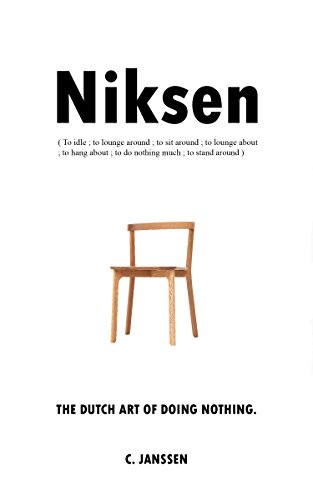 Niksen
( To idle ; to lounge around ; to sit around ; to lounge about
; to hang about ; to do nothing much ; to stand around )
THE DUTCH ART OF DOING NOTHING.
C. JANSSEN